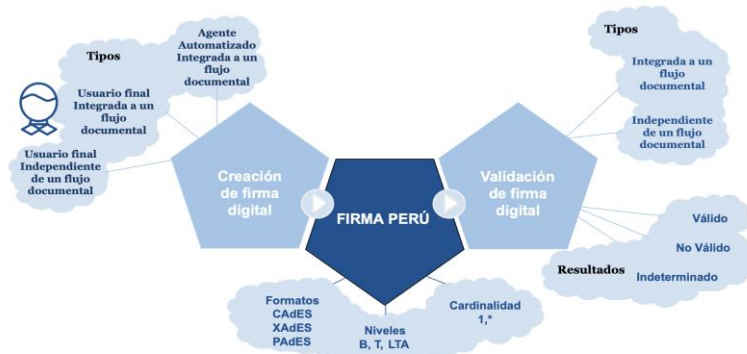 Tipos
Agente
Automatizado
Integrada a un
flujo
documental
Usuario final
Integrada a un
flujo
documental
Usuario final
Independiente
de un flujo
documental
Creación
de firma
digital
FIRMA PERÚ
Validación
de firma
digital
Tipos
Integrada a un
flujo
documental
Independiente
de un flujo
documental
Resultados
Válido
No Válido
Indeterminado
Formatos
CAdES
XAdES
PAdES
Niveles
B, T, LTA
Cardinalidad
1,*